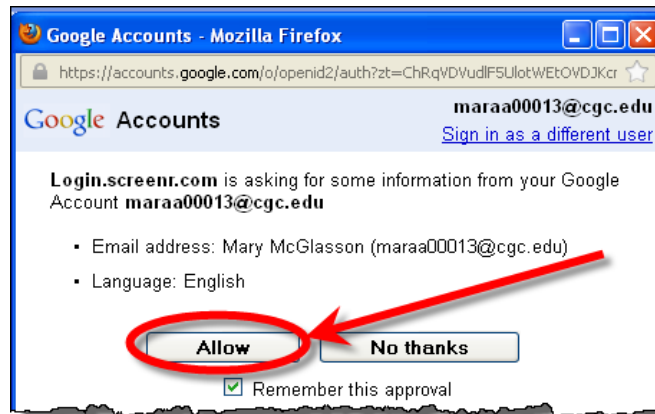 Google Accounts - Mozilla Firefox
https://accounts.google.com/o/openid2/auth?zt=ChRqVDVudlF5UlotWEtOVDJKcr
Google Accounts
maraa00013@cgc.edu
Sign in as a different user
Login.screenr.com is asking for some information from your Google
Account maraa00013@cgc.edu
Email address: Mary McGlasson (maraa00013@cgc.edu)
Language: English
Allow
No thanks
Remember this approval